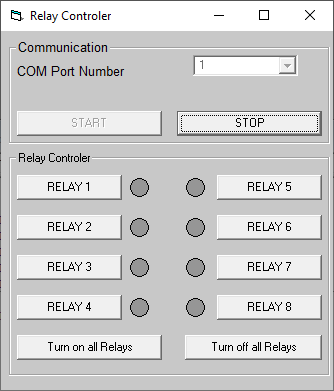 Relay Controler
Communication
COM Port Number 1
START STOP
Relay Controler
RELAY 1 RELAY 5
RELAY 2 RELAY 6
RELAY 3 RELAY 7
RELAY 4 RELAY 8
Turn on all Relays Turn off all Relays